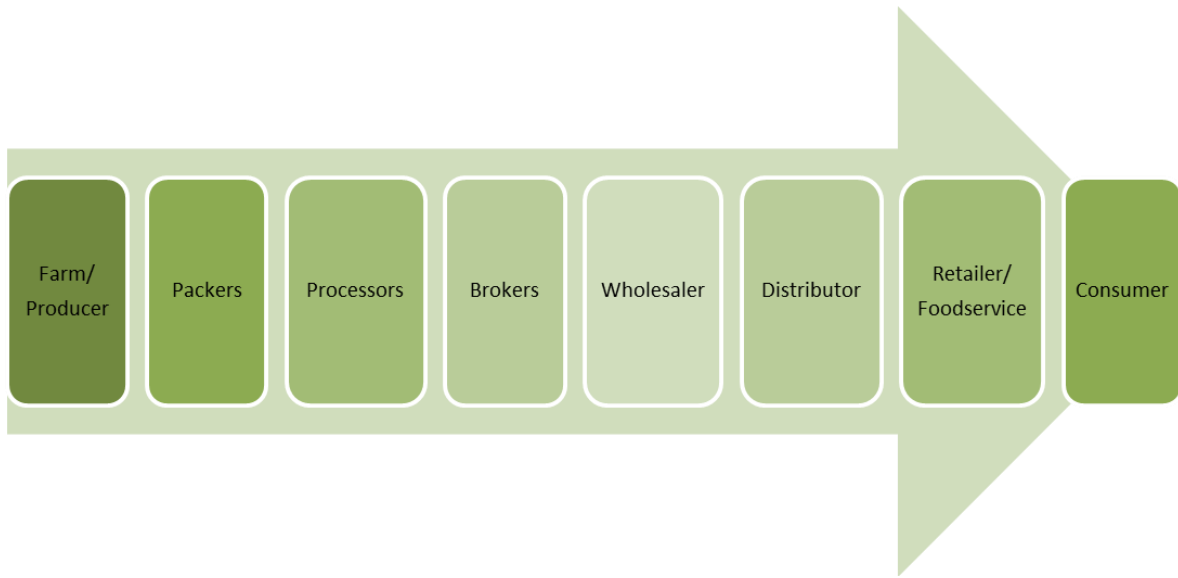 Farm/
Producer
Packers
Processors
Brokers
Wholesaler
Distributor
Retailer/
Foodservice
Consumer